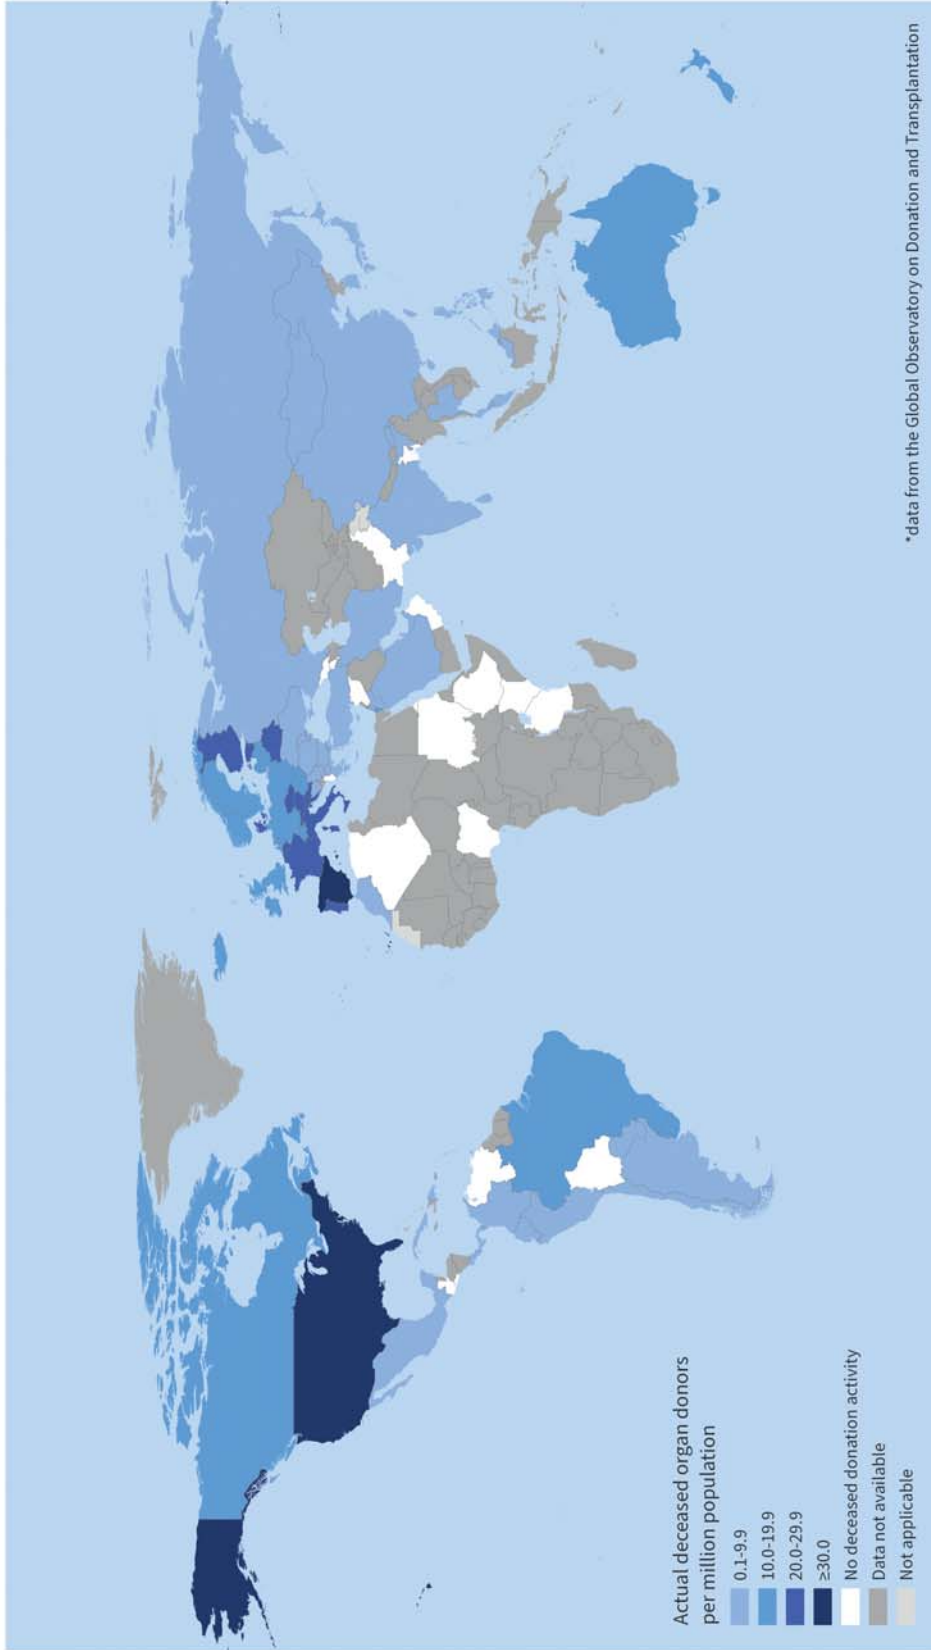 Actual deceased organ donors
per million population
0.1-9.9
10.0-19.9
20.0-29.9
≥30.0
No deceased donation activity
Data not available
Not applicable
*data from the Global Observatory on Donation and Transplantation